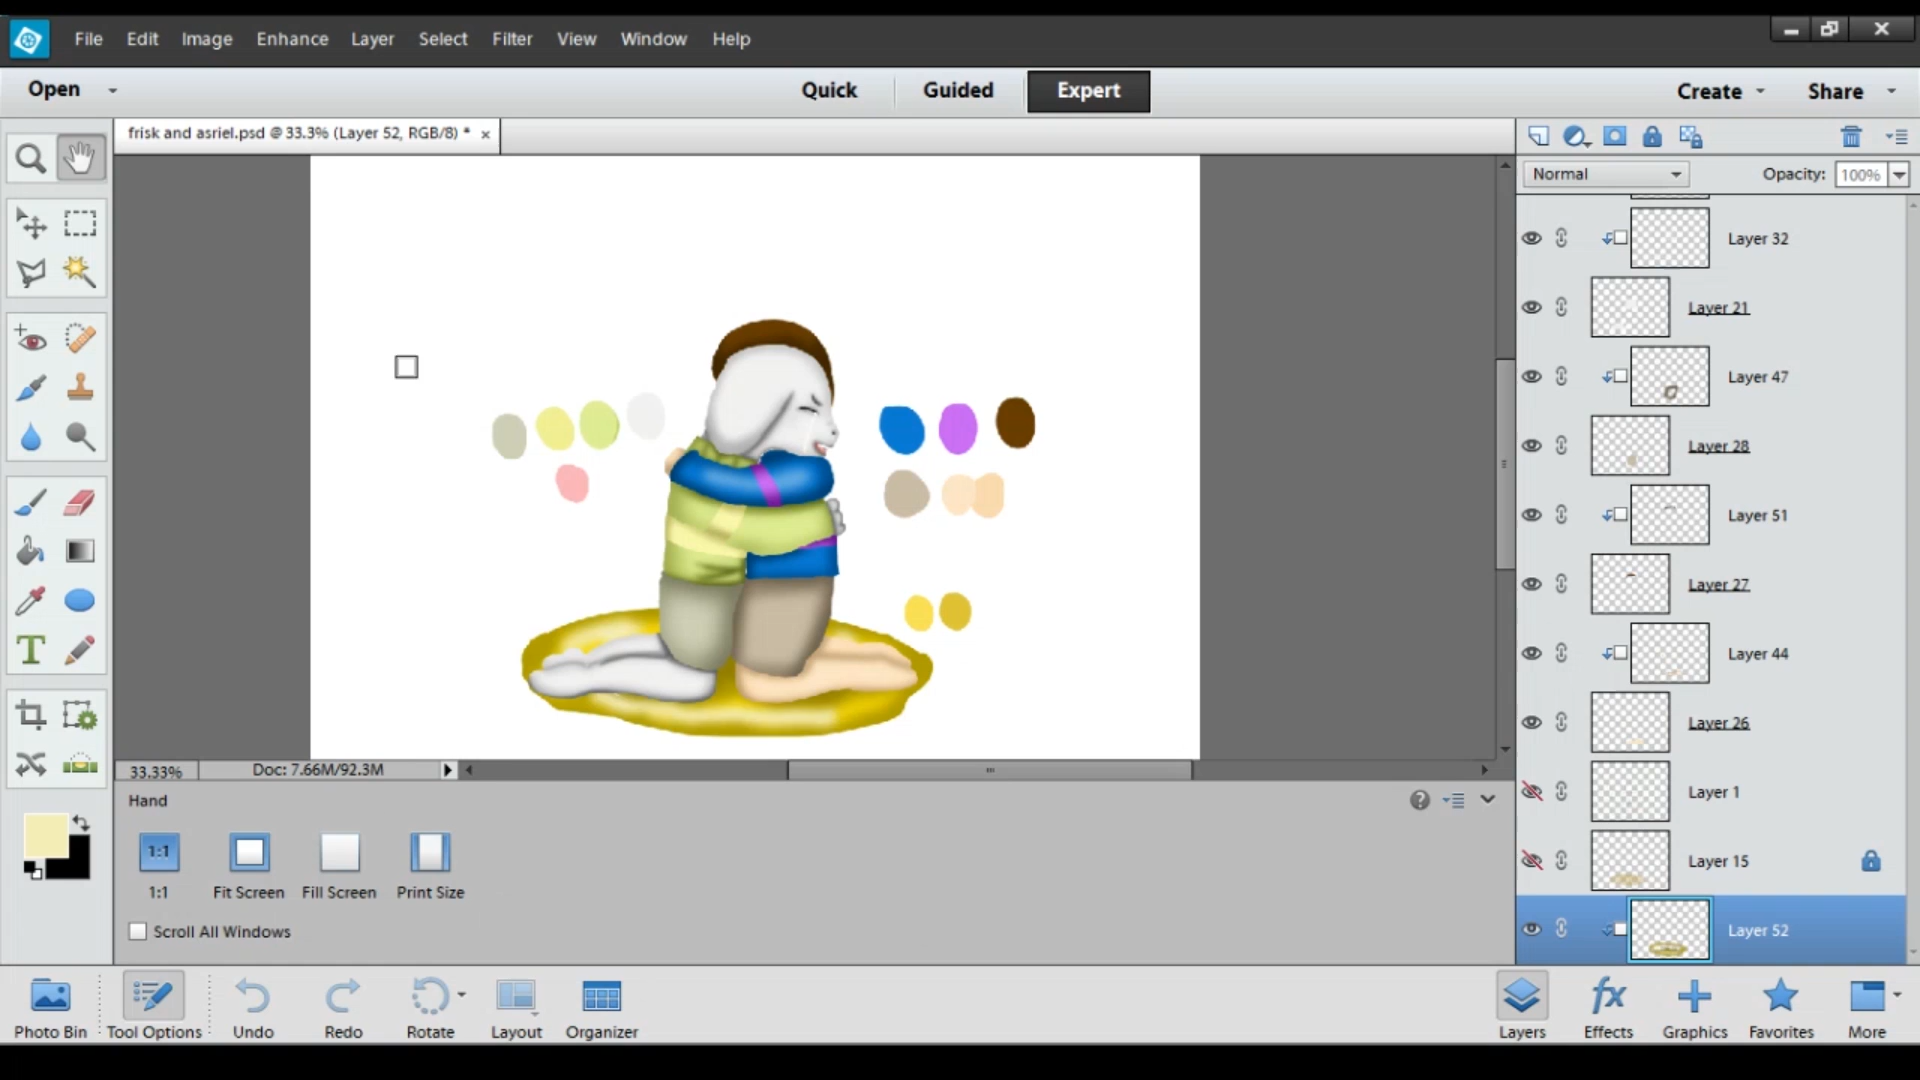 File Edit Image Enhance Layer Select Filter View Window Help
Open Quick Guided Expert Create Share
frisk and asriel.psd @ 33.3% (Layer 52, RGB/8) * ×
Normal Opacity: 100%
Layer 32
Layer 21
Layer 47
Layer 28
Layer 51
Layer 27
Layer 44
Layer 26
Layer 1
Layer 15
Layer 52
33.33% Doc: 7.66M/92.3M
Hand
1:1
1:1 Fit Screen Fill Screen Print Size
Scroll All Windows
Photo Bin Tool Options Undo Redo Rotate Layout Organizer Layers Effects Graphics Favorites More